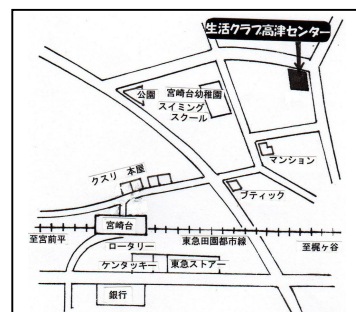 生活クラブ高津センター
公園
宮崎台幼稚園
スイミング
スクール
マンション
クスリ
本屋
ブティック
宮崎台
至宮前平
東急田園都市線
至梶ヶ谷
ロータリー
ケンタッキー
東急ストアー
銀行